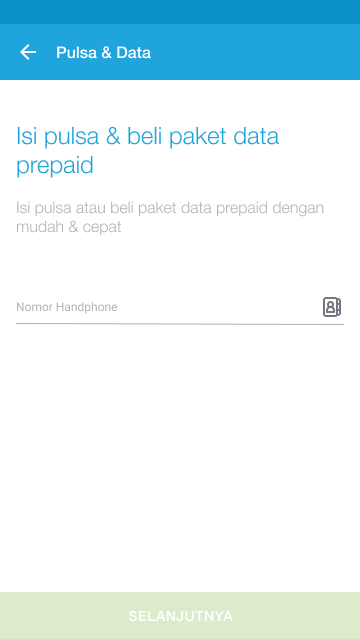 Pulsa & Data
Isi pulsa & beli paket data
prepaid
Isi pulsa atau beli paket data prepaid dengan
mudah & cepat
Nomor Handphone
SELANJUTNYA